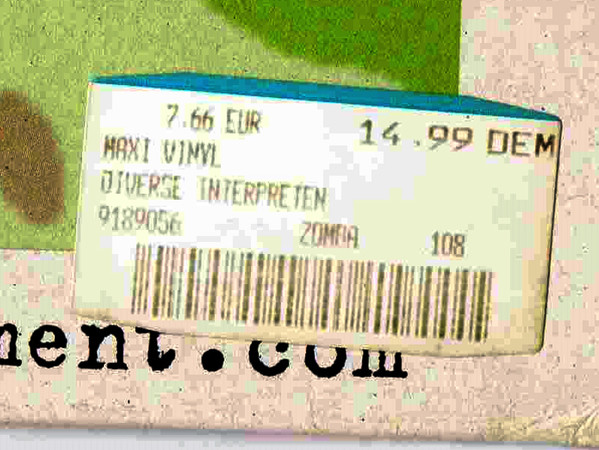 7.66 EUR
14.99 DEM
MAXI VINYL
DIVERSE INTERPRETEN
9189056 ZOMBA 108
ment.com